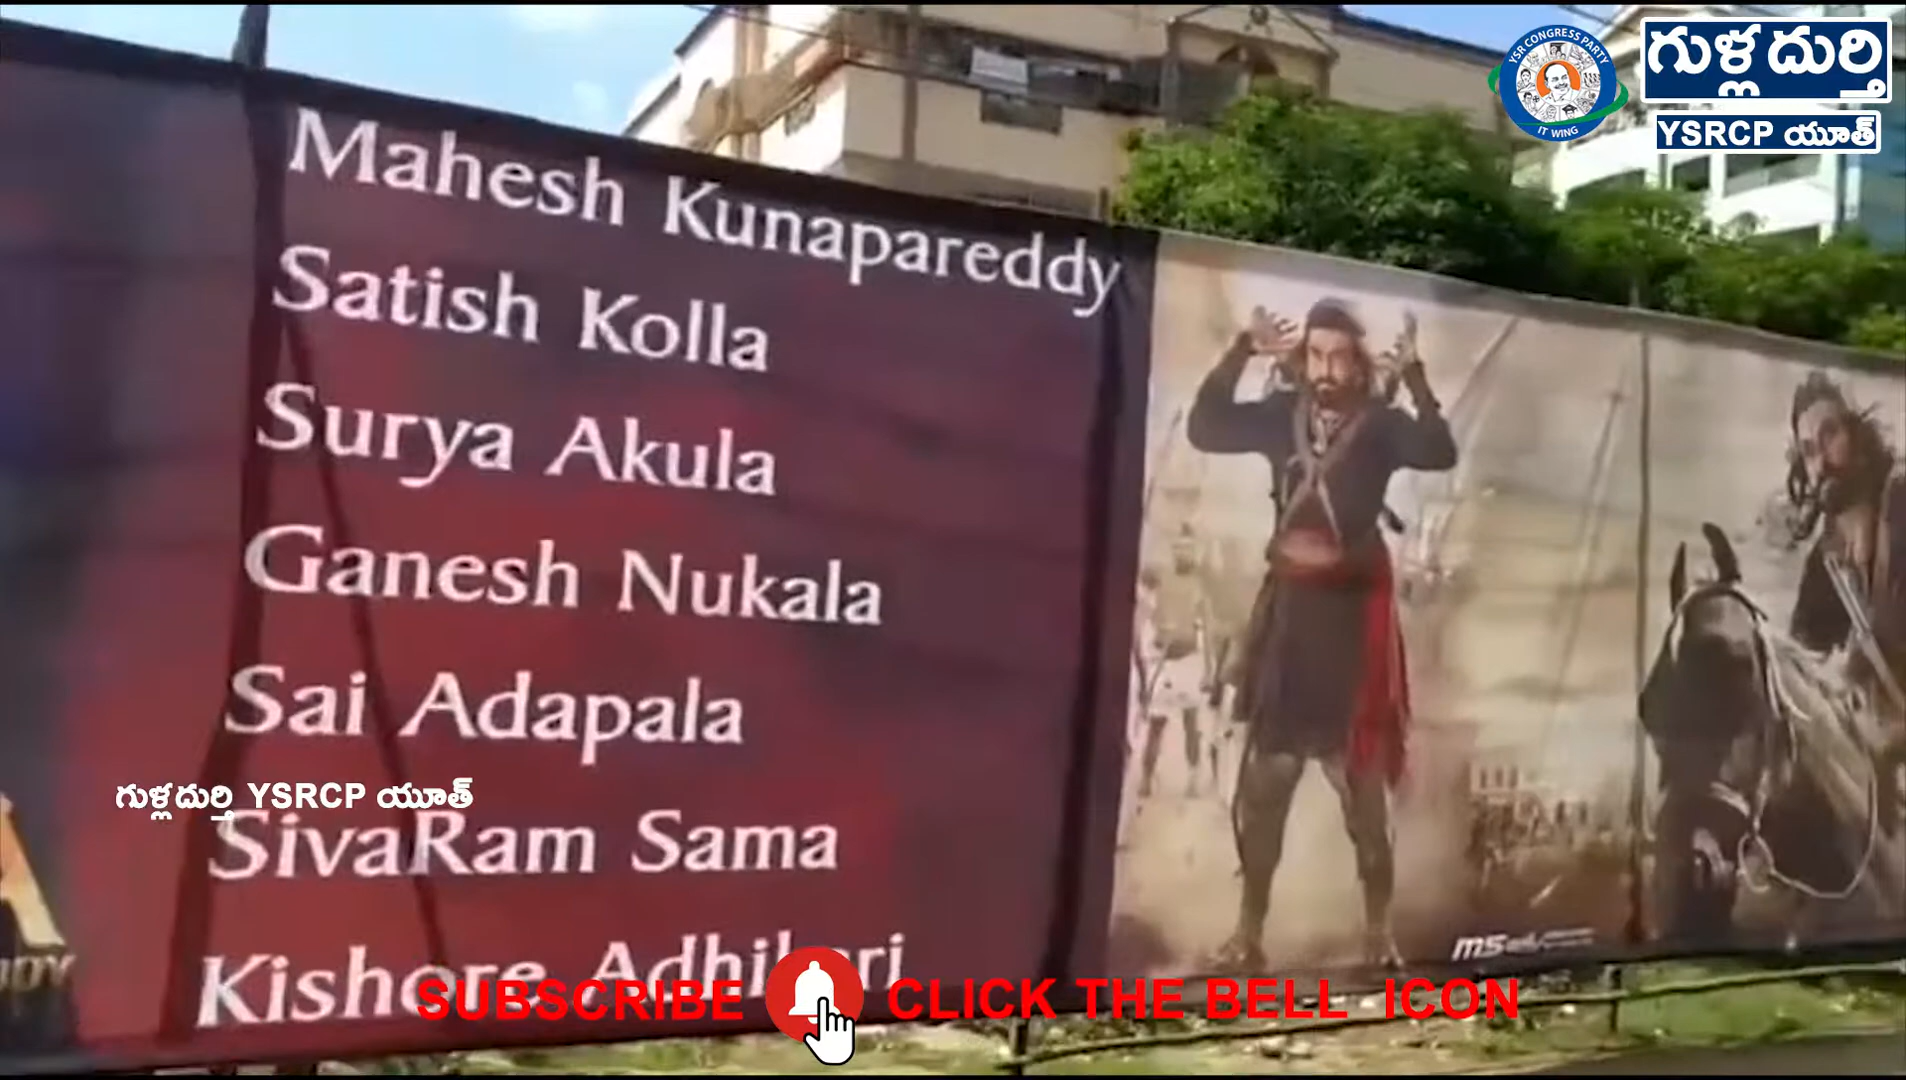 YSR CONGRESS PARTY
IT WING
గుళ్లదుర్తి
YSRCP యూత్
Mahesh Kunapareddy
Satish Kolla
Surya Akula
Ganesh Nukala
Sai Adapala
గుళ్లదుర్తి YSRCP యూత్
SivaRam Sama
Kishore Adhikari
SUBSCRIBE CLICK THE BELL ICON